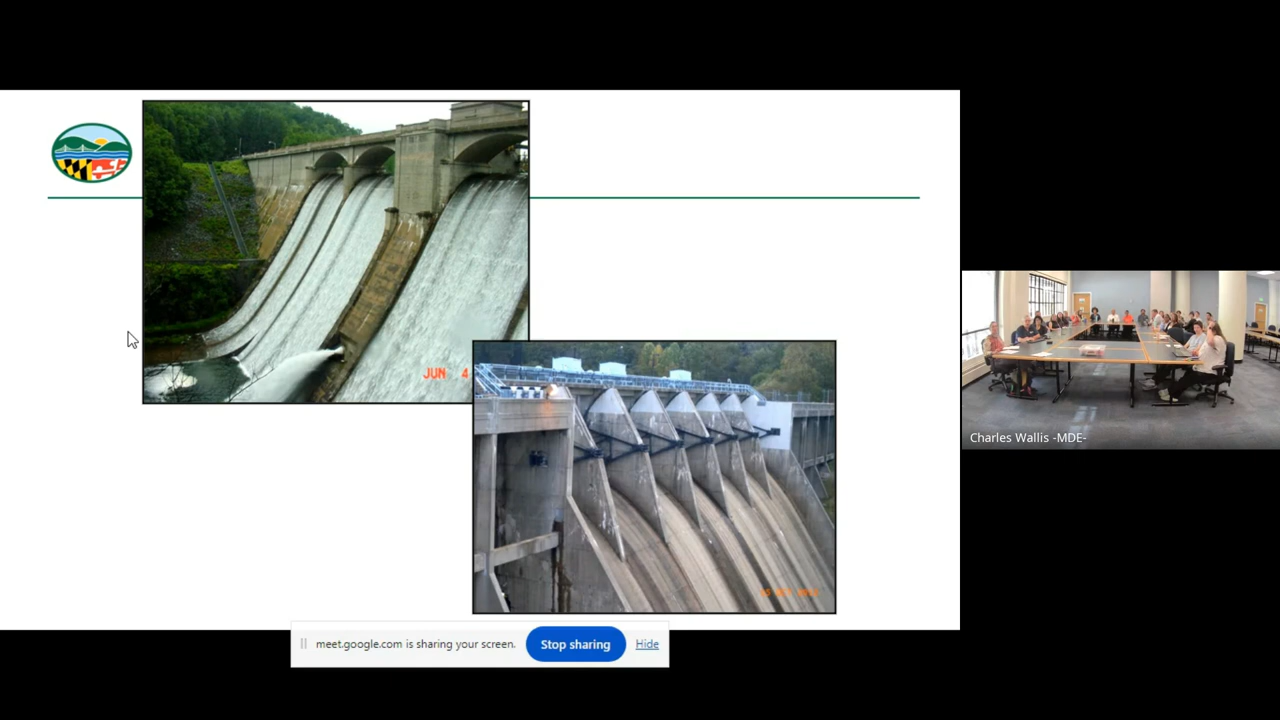 JUN 4
meet.google.com is sharing your screen.
Stop sharing
Hide
Charles Wallis -MDE-